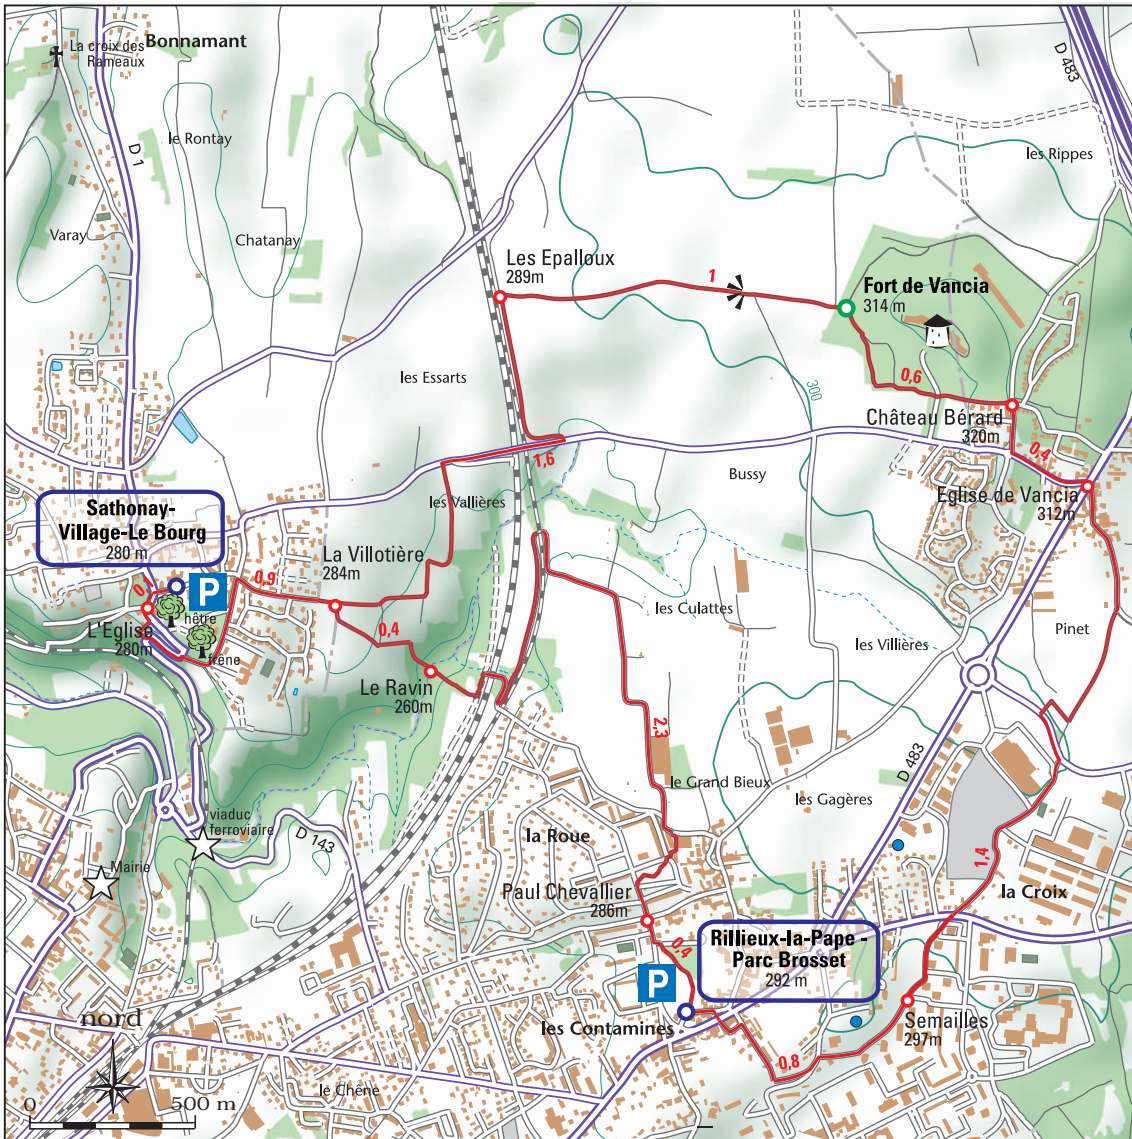 Bonnamant
La croix des
Rameaux
D 483
D 1
le Rontay
les Rippes
Varay
Chatanay
Les Epalloux
289m
1
Fort de Vancia
314 m
les Essarts
300
0,6
Château Bérard
320m
0,4
1,6
Bussy
Eglise de Vancia
312m
les Vallières
Sathonay-
Village-Le Bourg
280 m
La Villotière
284m
0,9
0,1
P
hêtre
les Culattes
L'Eglise
280m
frêne
0,4
les Villières
Pinet
Le Ravin
260m
2,3
D 483
le Grand Bieux
les Gagères
viaduc
ferroviaire
D 143
la Roue
1,4
Mairie
la Croix
Paul Chevallier
286m
0,4
Rillieux-la-Pape -
Parc Brosset
292 m
P
nord
les Contamines
Semailles
297m
0,8
le Chêne
0
500 m